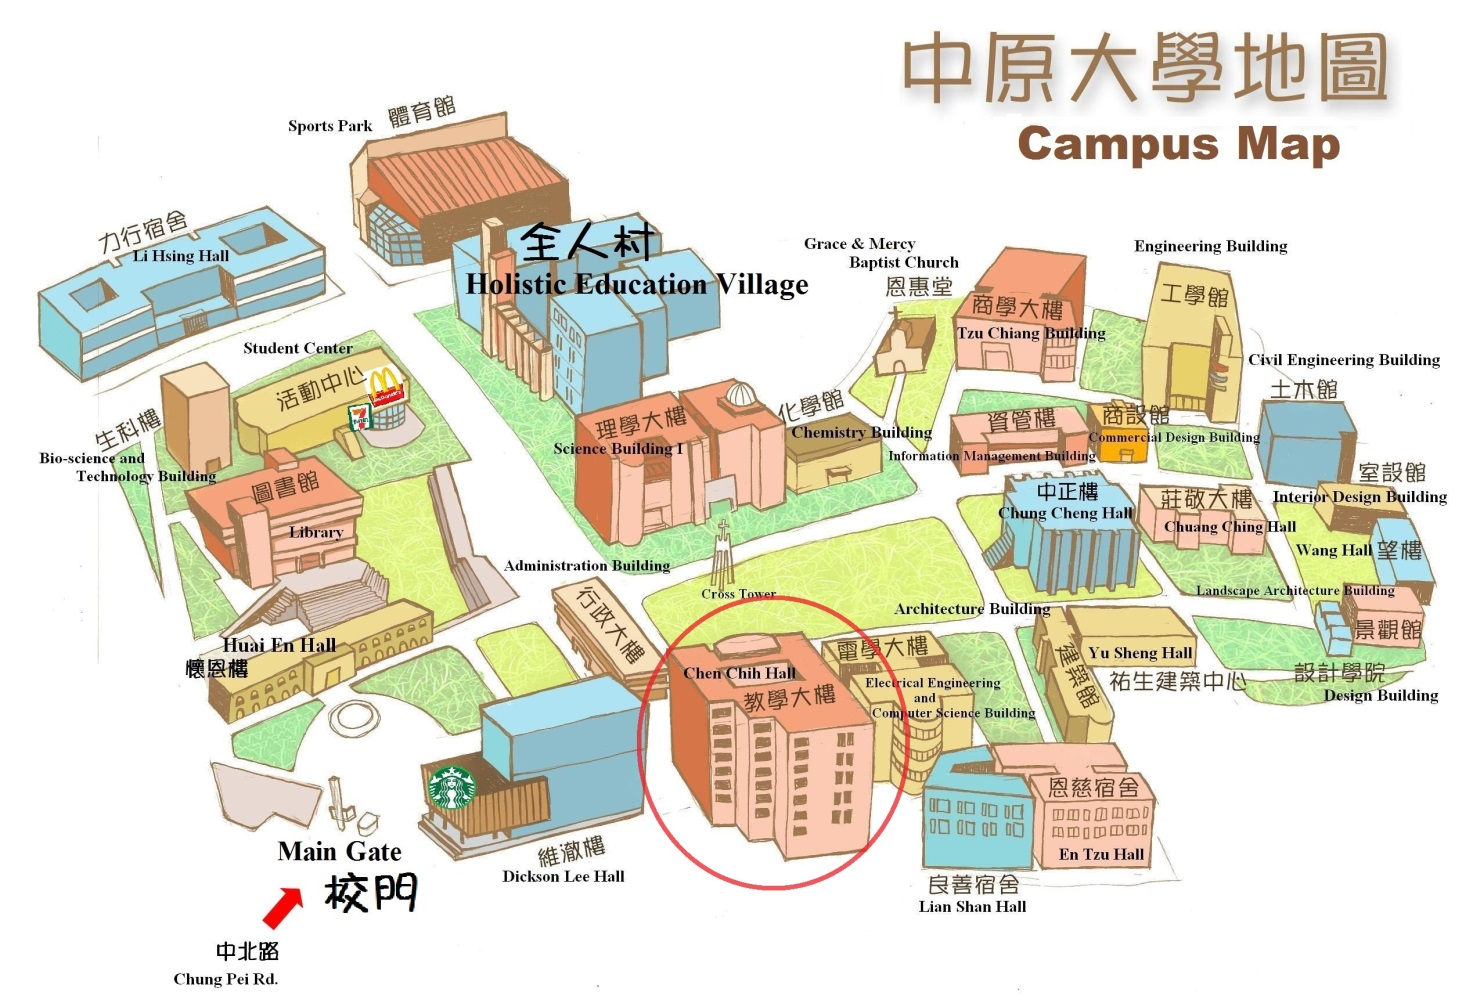 中原大學地圖
Campus Map
體育館
Sports Park
力行宿舍
Li Hsing Hall
全人村
Holistic Education Village
Grace & Mercy
Baptist Church
恩惠堂
商學大樓
Tzu Chiang Building
Engineering Building
工學館
Student Center
活動中心
McDonald's
7
ELEVEN
生科樓
Bio-science and
Technology Building
理學大樓
Science Building I
化學館
Chemistry Building
資管樓
Information Management Building
商設館
Commercial Design Building
Civil Engineering Building
土木館
室設館
Interior Design Building
圖書館
Library
中正樓
Chung Cheng Hall
莊敬大樓
Chuang Ching Hall
Wang Hall
望樓
Administration Building
行政大樓
Cross Tower
Architecture Building
建築館
Landscape Architecture Building
景觀館
Huai En Hall
懷恩樓
Chen Chih Hall
教學大樓
電學大樓
Electrical Engineering
and
Computer Science Building
Yu Sheng Hall
祐生建築中心
設計學院
Design Building
Main Gate
校門
維澈樓
Dickson Lee Hall
恩慈宿舍
En Tzu Hall
良善宿舍
Lian Shan Hall
中北路
Chung Pei Rd.